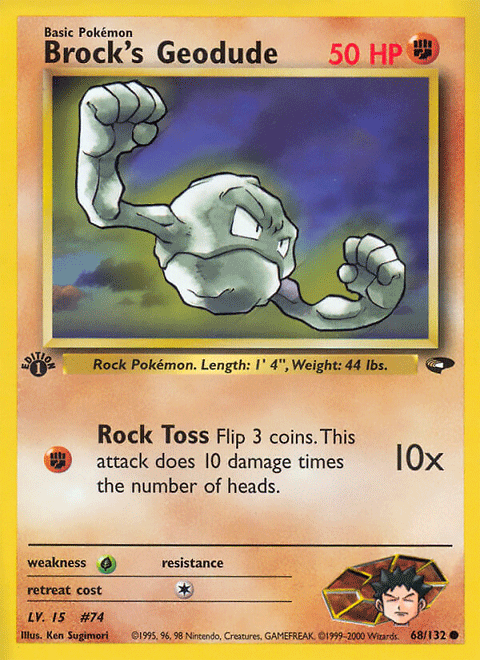 Basic Pokémon
Brock's Geodude 50 HP
EDITION
1
Rock Pokémon. Length: 1' 4", Weight: 44 lbs.
Rock Toss Flip 3 coins. This
attack does 10 damage times
the number of heads.
10x
weakness resistance
retreat cost
LV. 15 #74
Illus. Ken Sugimori ©1995, 96, 98 Nintendo, Creatures, GAMEFREAK. ©1999-2000 Wizards. 68/132